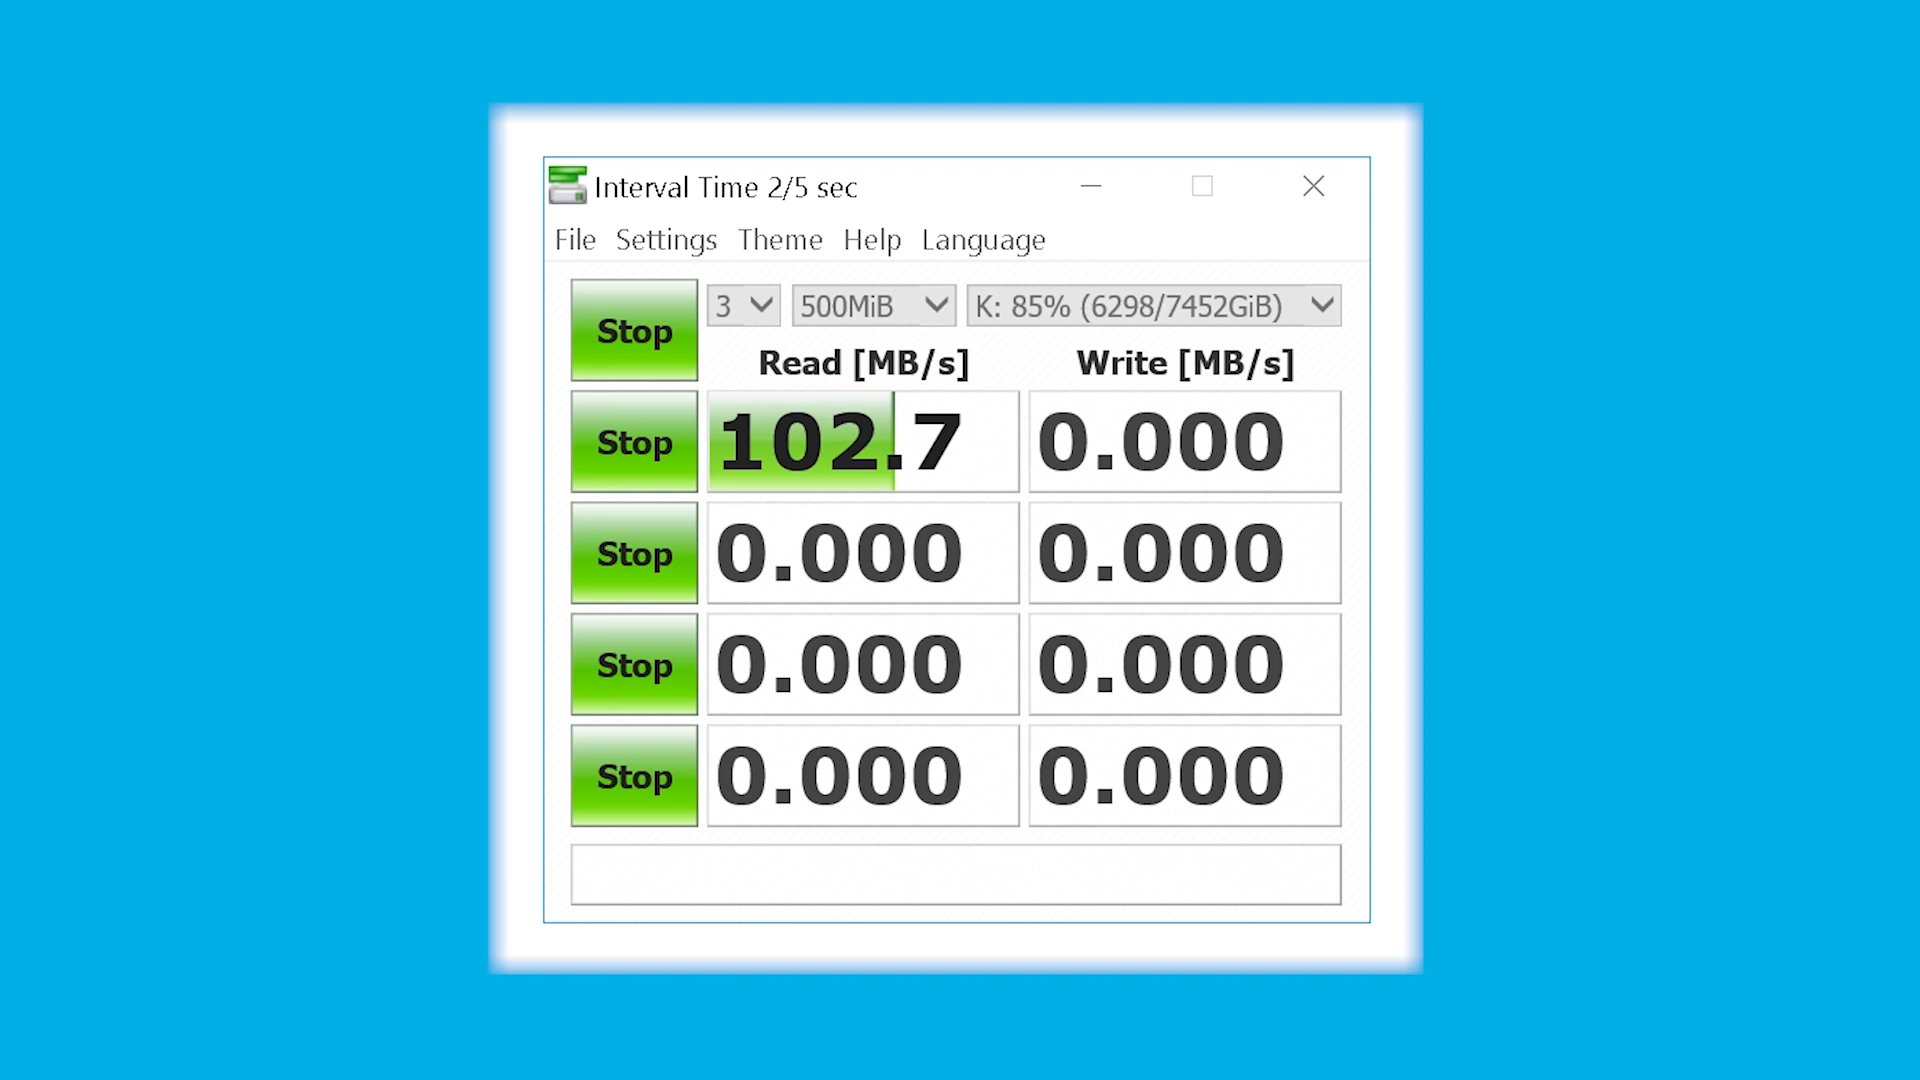 Interval Time 2/5 sec
File Settings Theme Help Language
Stop 3 500MiB K: 85% (6298/7452GiB)
Read [MB/s] Write [MB/s]
Stop 102.7 0.000
Stop 0.000 0.000
Stop 0.000 0.000
Stop 0.000 0.000